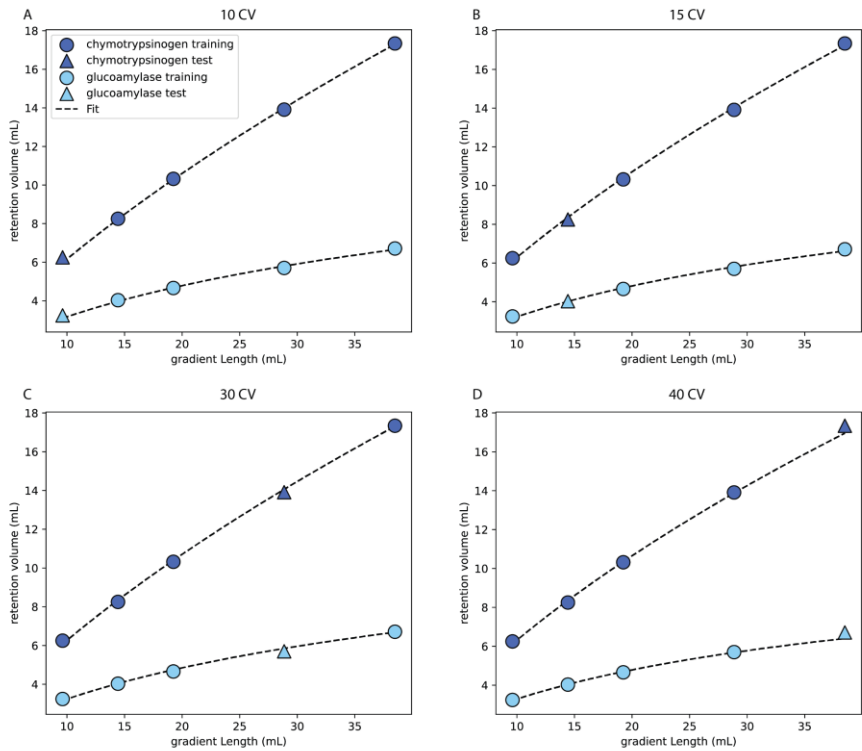 A
10 CV
18
16
14
12
10
8
6
4
retention volume (mL)
chymotrypsinogen training
chymotrypsinogen test
glucoamylase training
glucoamylase test
Fit
10 15 20 25 30 35
gradient Length (mL)
B
15 CV
18
16
14
12
10
8
6
4
retention volume (mL)
10 15 20 25 30 35
gradient Length (mL)
C
30 CV
18
16
14
12
10
8
6
4
retention volume (mL)
10 15 20 25 30 35
gradient Length (mL)
D
40 CV
18
16
14
12
10
8
6
4
retention volume (mL)
10 15 20 25 30 35
gradient Length (mL)